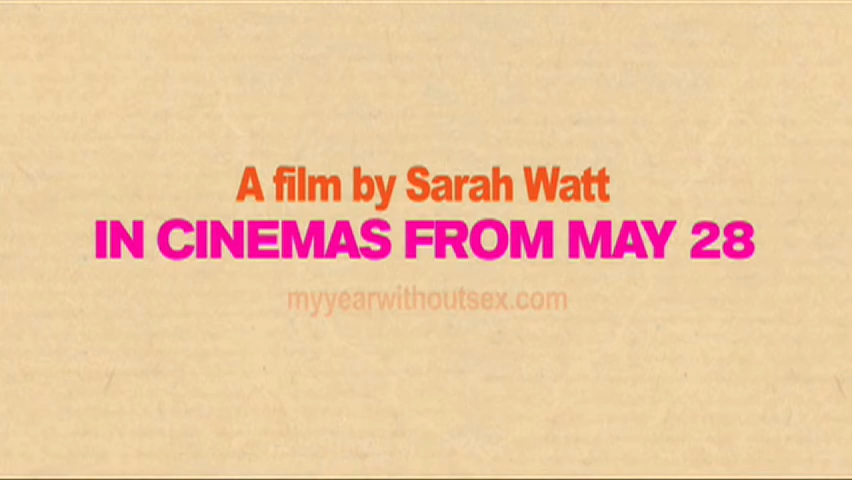 A film by Sarah Watt
IN CINEMAS FROM MAY 28
myyearwithoutsex.com